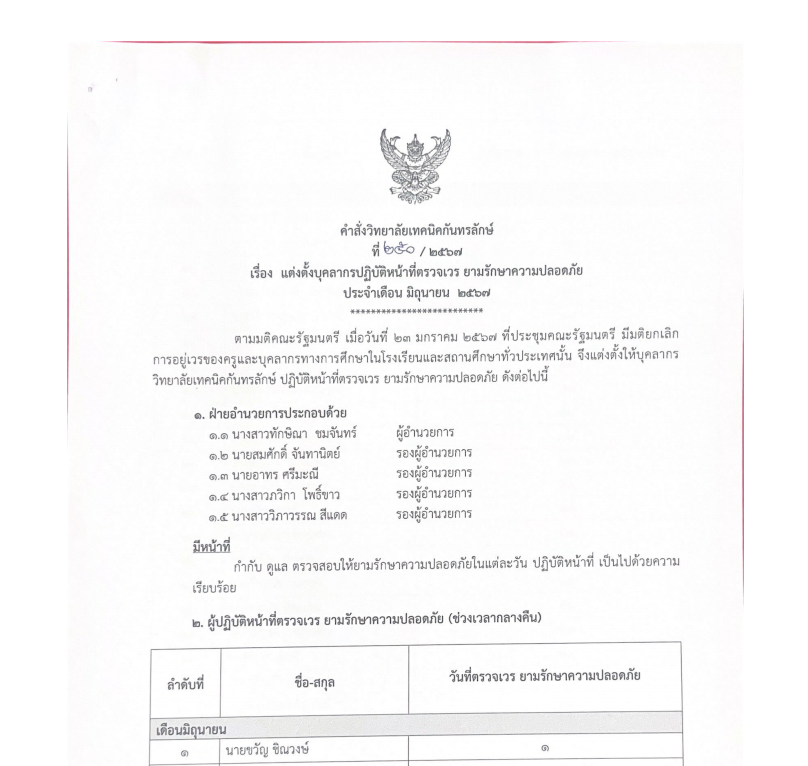 คำสั่งวิทยาลัยเทคนิคกันทรลักษ์
ที่ ๒๕๐ / ๒๕๖๗
เรื่อง แต่งตั้งบุคลากรปฏิบัติหน้าที่ตรวจเวร ยามรักษาความปลอดภัย
ประจำเดือน มิถุนายน ๒๕๖๗
**************************
ตามมติคณะรัฐมนตรี เมื่อวันที่ ๒๓ มกราคม ๒๕๖๗ ที่ประชุมคณะรัฐมนตรี มีมติยกเลิก
การอยู่เวรของครูและบุคลากรทางการศึกษาในโรงเรียนและสถานศึกษาทั่วประเทศนั้น จึงแต่งตั้งให้บุคลากร
วิทยาลัยเทคนิคกันทรลักษ์ ปฏิบัติหน้าที่ตรวจเวร ยามรักษาความปลอดภัย ดังต่อไปนี้
๑. ฝ่ายอำนวยการประกอบด้วย
๑.๑ นางสาวทักษิณา ชมจันทร์ ผู้อำนวยการ
๑.๒ นายสมศักดิ์ จันทานิตย์ รองผู้อำนวยการ
๑.๓ นายอาทร ศรีมะณี รองผู้อำนวยการ
๑.๔ นางสาวภวิกา โพธิ์ขาว รองผู้อำนวยการ
๑.๕ นางสาววิภาวรรณ สีแดด รองผู้อำนวยการ
มีหน้าที่
กำกับ ดูแล ตรวจสอบให้ยามรักษาความปลอดภัยในแต่ละวัน ปฏิบัติหน้าที่ เป็นไปด้วยความ
เรียบร้อย
๒. ผู้ปฏิบัติหน้าที่ตรวจเวร ยามรักษาความปลอดภัย (ช่วงเวลากลางคืน)
ลำดับที่ ชื่อ-สกุล วันที่ตรวจเวร ยามรักษาความปลอดภัย
เดือนมิถุนายน
๑ นายขวัญ ชิณวงษ์ ๑